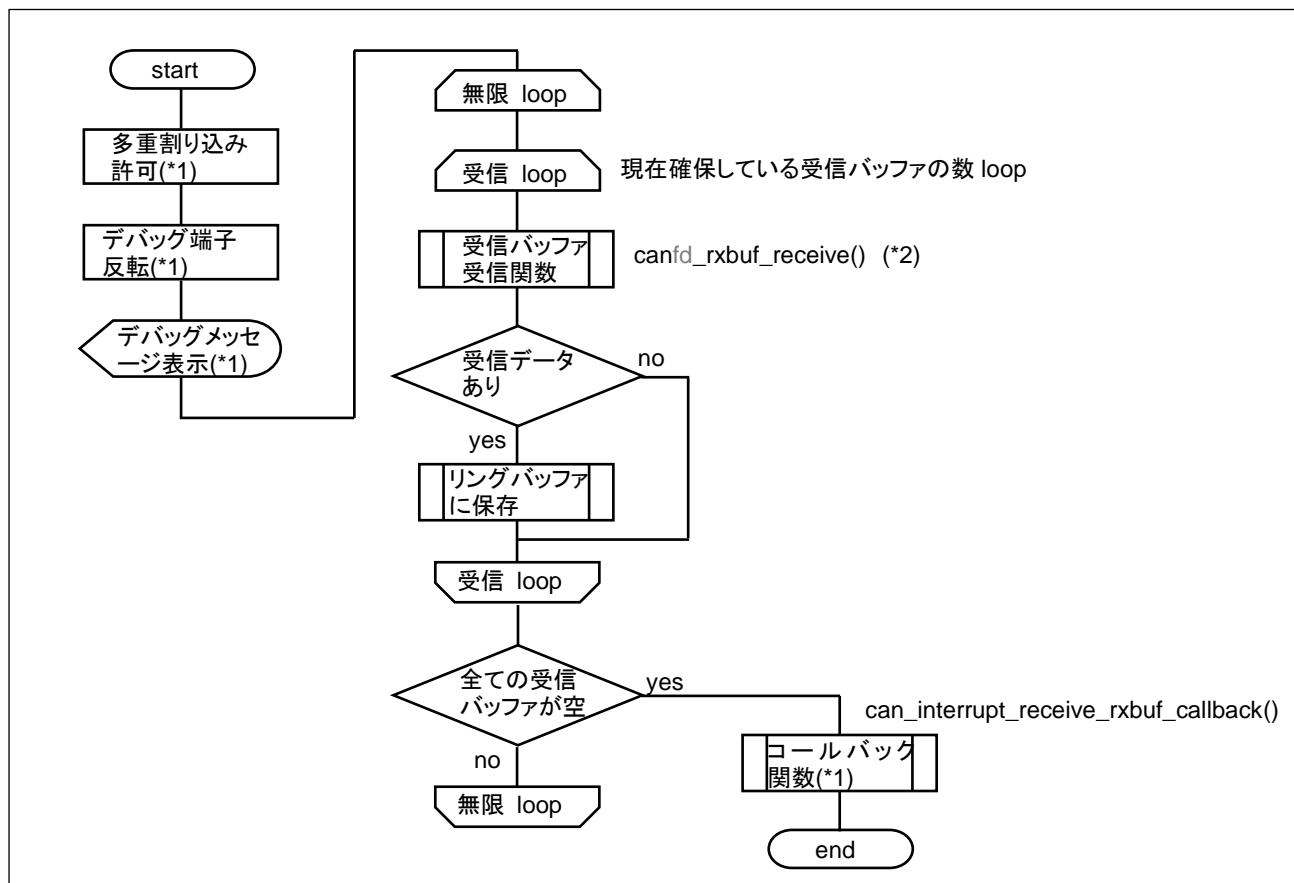 start
多重割り込み
許可(*1)
デバッグ端子
反転(*1)
デバッグメッセ
ージ表示(*1)
無限 loop
受信 loop
現在確保している受信バッファの数 loop
受信バッファ
受信関数
canfd_rxbuf_receive() (*2)
受信データ
あり
no
yes
リングバッファ
に保存
受信 loop
全ての受信
バッファが空
yes
no
無限 loop
can_interrupt_receive_rxbuf_callback()
コールバック
関数(*1)
end